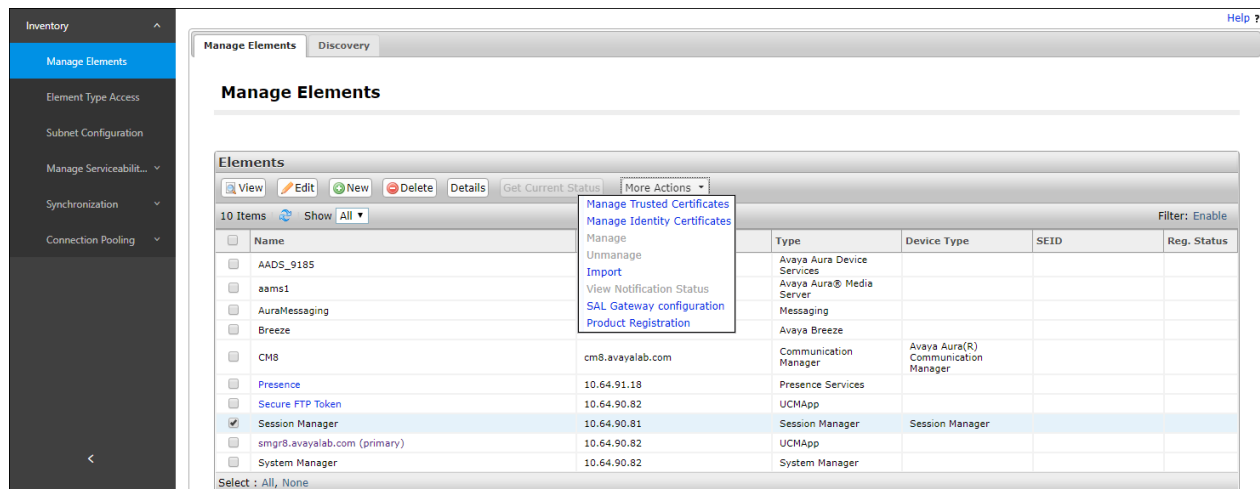 Help ?
Inventory
Manage Elements
Element Type Access
Subnet Configuration
Manage Serviceabilit...
Synchronization
Connection Pooling
<
Manage Elements Discovery
Manage Elements
Elements
View Edit New Delete Details Get Current Status More Actions
Manage Trusted Certificates
Manage Identity Certificates
Manage
Unmanage
Import
View Notification Status
SAL Gateway configuration
Product Registration
10 Items Show All Filter: Enable
Name Type Device Type SEID Reg. Status
AADS_9185 Avaya Aura Device
Services
aams1 Avaya Aura® Media
Server
AuraMessaging Messaging
Breeze Avaya Breeze
CM8 cm8.avayalab.com Communication
Manager Avaya Aura(R)
Communication
Manager
Presence 10.64.91.18 Presence Services
Secure FTP Token 10.64.90.82 UCMApp
Session Manager 10.64.90.81 Session Manager Session Manager
smgr8.avayalab.com (primary) 10.64.90.82 UCMApp
System Manager 10.64.90.82 System Manager
Select : All, None